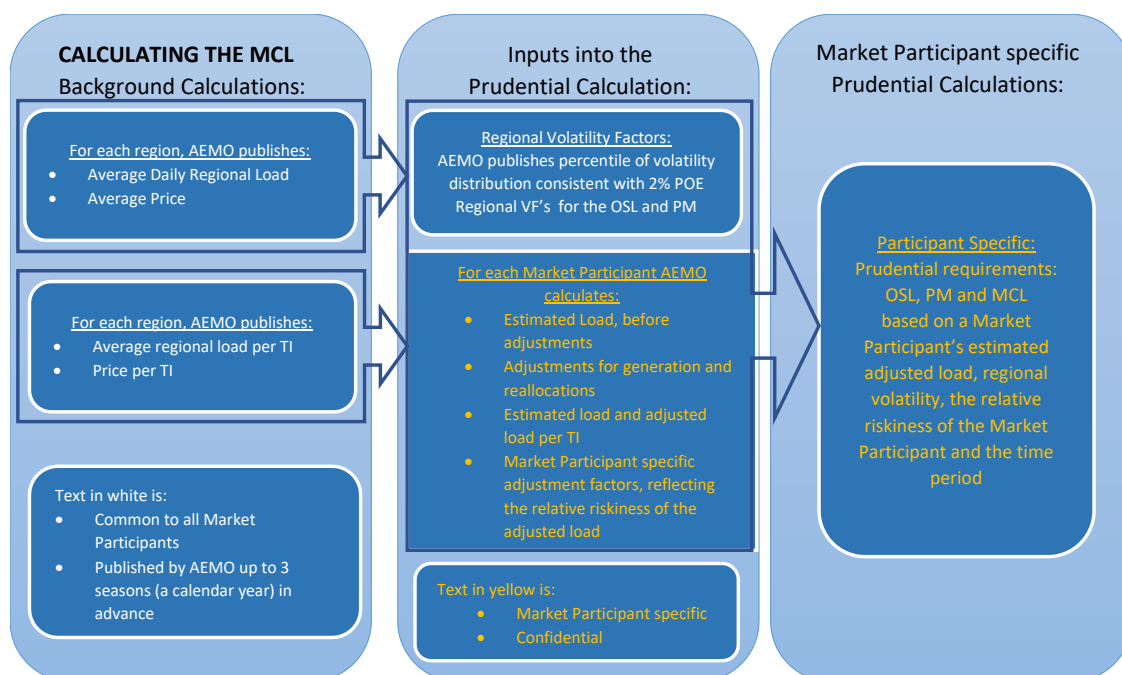 CALCULATING THE MCL
Background Calculations:
For each region, AEMO publishes:
• Average Daily Regional Load
• Average Price
For each region, AEMO publishes:
• Average regional load per TI
• Price per TI
Text in white is:
• Common to all Market
Participants
• Published by AEMO up to 3
seasons (a calendar year) in
advance
Inputs into the
Prudential Calculation:
Regional Volatility Factors:
AEMO publishes percentile of volatility
distribution consistent with 2% POE
Regional VF's for the OSL and PM
For each Market Participant AEMO
calculates:
• Estimated Load, before
adjustments
• Adjustments for generation and
reallocations
• Estimated load and adjusted
load per TI
• Market Participant specific
adjustment factors, reflecting
the relative riskiness of the
adjusted load
Text in yellow is:
• Market Participant specific
• Confidential
Market Participant specific
Prudential Calculations:
Participant Specific:
Prudential requirements:
OSL, PM and MCL
based on a Market
Participant's estimated
adjusted load, regional
volatility, the relative
riskiness of the Market
Participant and the time
period